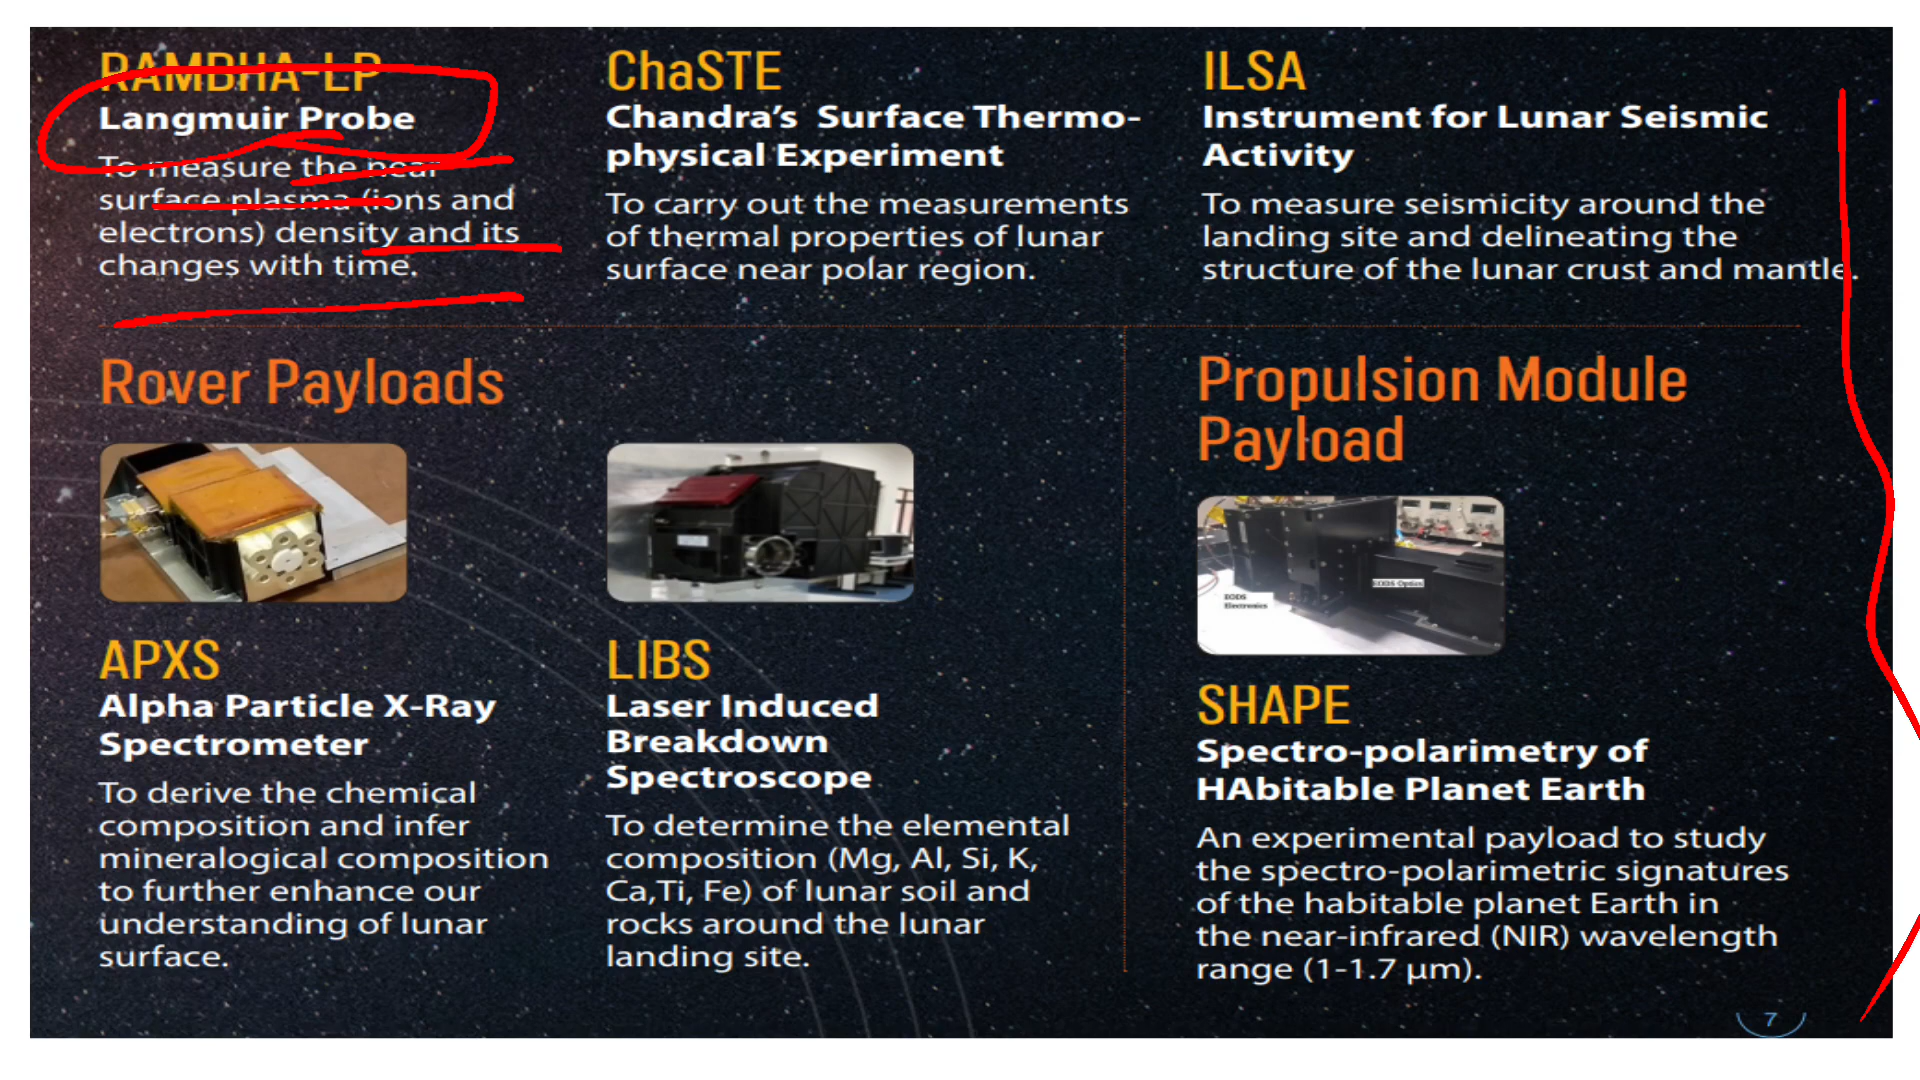 RAMBHA-LP
Langmuir Probe
To measure the near
surface plasma (ions and
electrons) density and its
changes with time.
ChaSTE
Chandra's Surface Thermo-
physical Experiment
To carry out the measurements
of thermal properties of lunar
surface near polar region.
ILSA
Instrument for Lunar Seismic
Activity
To measure seismicity around the
landing site and delineating the
structure of the lunar crust and mantle.
Rover Payloads
APXS
Alpha Particle X-Ray
Spectrometer
To derive the chemical
composition and infer
mineralogical composition
to further enhance our
understanding of lunar
surface.
LIBS
Laser Induced
Breakdown
Spectroscope
To determine the elemental
composition (Mg, Al, Si, K,
Ca,Ti, Fe) of lunar soil and
rocks around the lunar
landing site.
Propulsion Module
Payload
EODS Optics
EODS
Electronics
SHAPE
Spectro-polarimetry of
HAbitable Planet Earth
An experimental payload to study
the spectro-polarimetric signatures
of the habitable planet Earth in
the near-infrared (NIR) wavelength
range (1-1.7 μm).
7